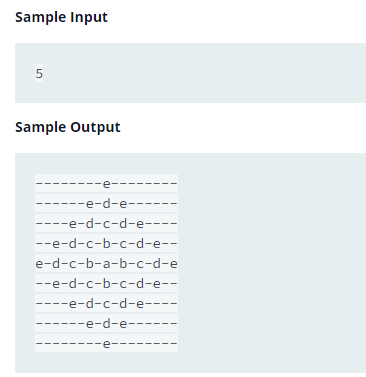 Sample Input
5
Sample Output
--------e--------
------e-d-e------
----e-d-c-d-e----
--e-d-c-b-c-d-e--
e-d-c-b-a-b-c-d-e
--e-d-c-b-c-d-e--
----e-d-c-d-e----
------e-d-e------
--------e--------